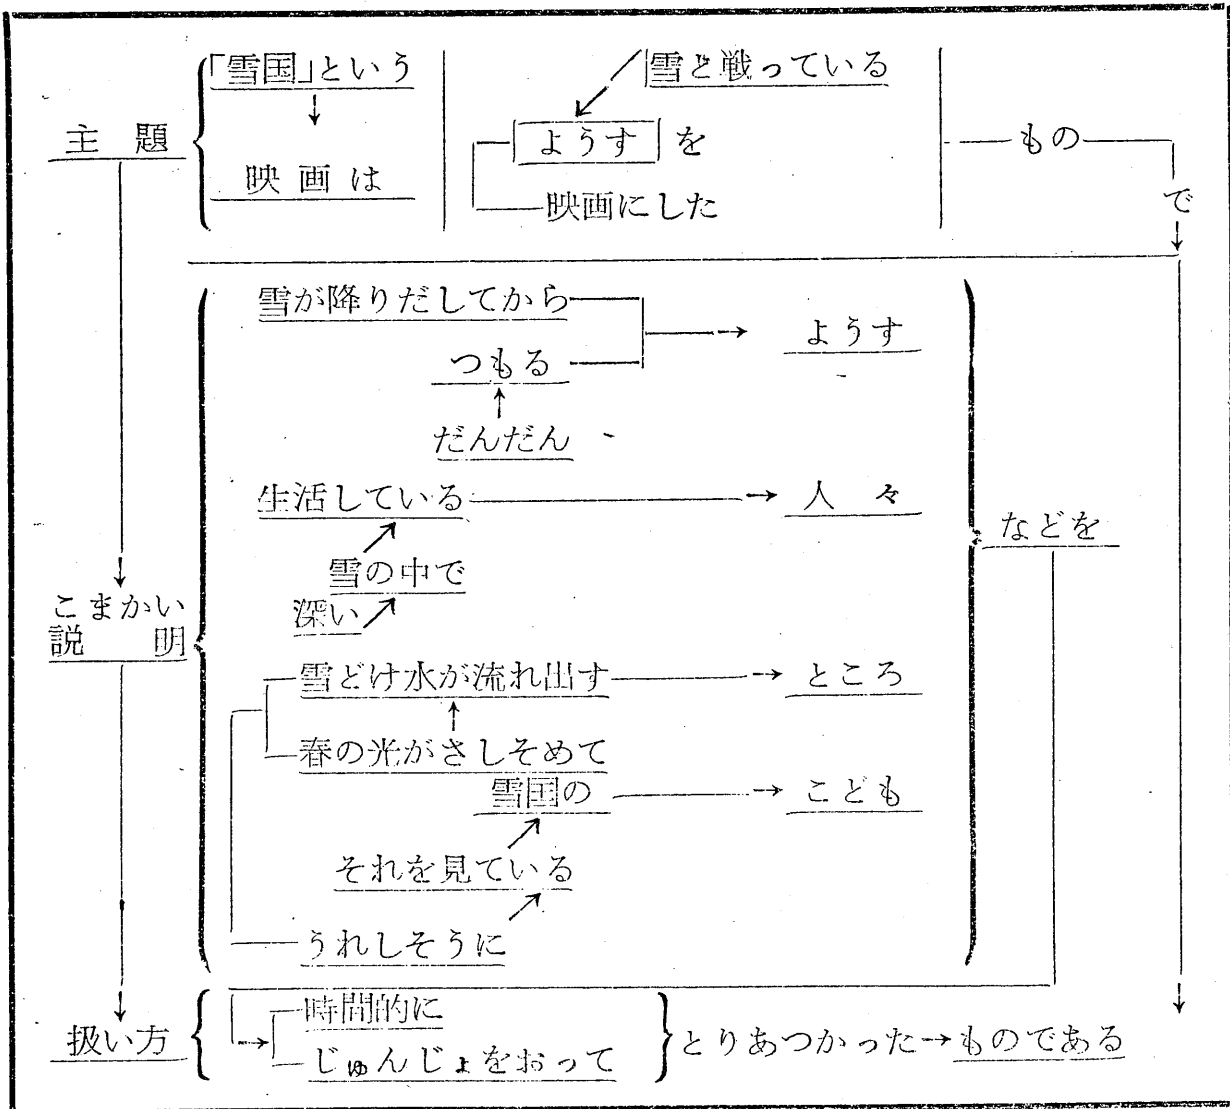 「雪国」という
雪と戦っている
主題
ようすを
もの
映画は
映画にした
で
雪が降りだしてから
ようす
つもる
だんだん
生活している
人々
などを
雪の中で
深い
こまかい
説明
雪どけ水が流れ出す
ところ
春の光がさしそめて
雪国の
こども
それを見ている
うれしそうに
時間的に
扱い方
とりあつかった→ものである
じゅんじょをおって